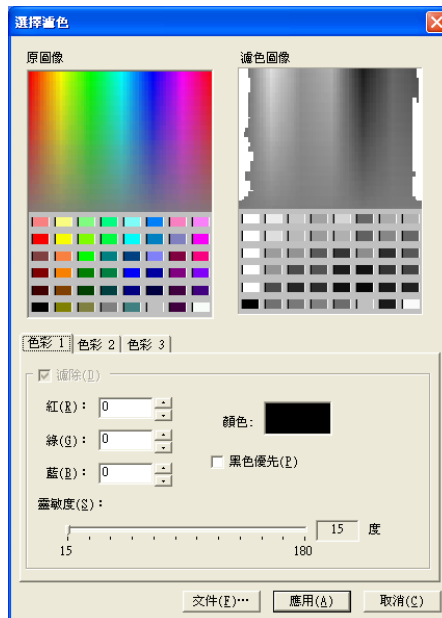 選擇濾色
原圖像
濾色圖像
色彩 1 色彩 2 色彩 3
濾除(D)
紅(R): 0
綠(G): 0
藍(B): 0
顏色:
黑色優先(P)
靈敏度(S):
15 180
15 度
文件(F)⋯ 應用(A) 取消(C)